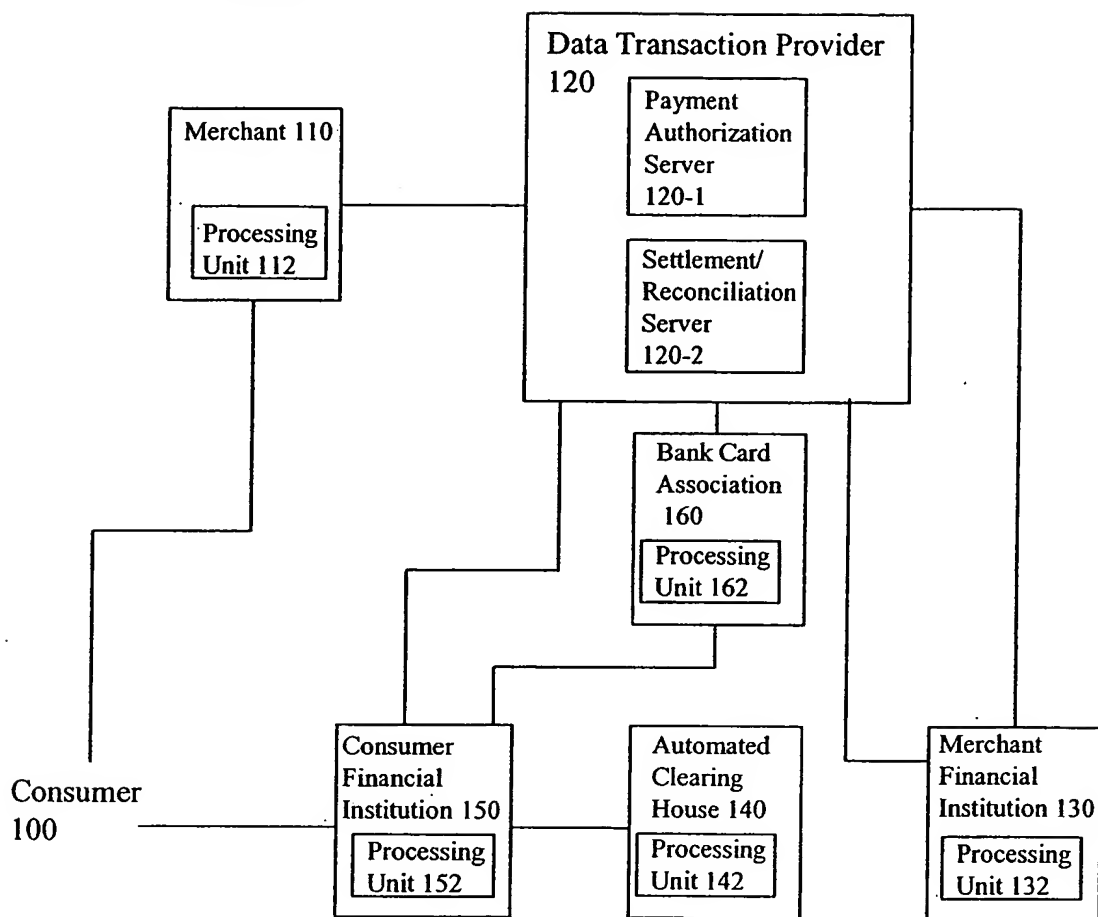 Data Transaction Provider
120
Payment
Authorization
Server
120-1
Settlement/
Reconciliation
Server
120-2
Merchant 110
Processing
Unit 112
Bank Card
Association
160
Processing
Unit 162
Consumer
100
Consumer
Financial
Institution 150
Processing
Unit 152
Automated
Clearing
House 140
Processing
Unit 142
Merchant
Financial
Institution 130
Processing
Unit 132